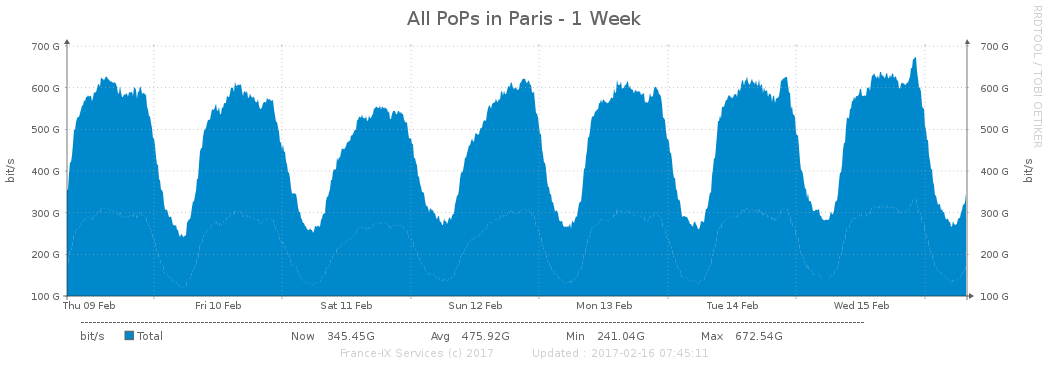 All PoPs in Paris - 1 Week
RRDTOOL / TOBI OETIKER
700 G 700 G
600 G 600 G
500 G 500 G
400 G 400 G
300 G 300 G
200 G 200 G
100 G 100 G
bit/s
bit/s
Thu 09 Feb Fri 10 Feb Sat 11 Feb Sun 12 Feb Mon 13 Feb Tue 14 Feb Wed 15 Feb
bit/s Total Now 345.45G Avg 475.92G Min 241.04G Max 672.54G
France-IX Services (c) 2017 Updated : 2017-02-16 07:45:11